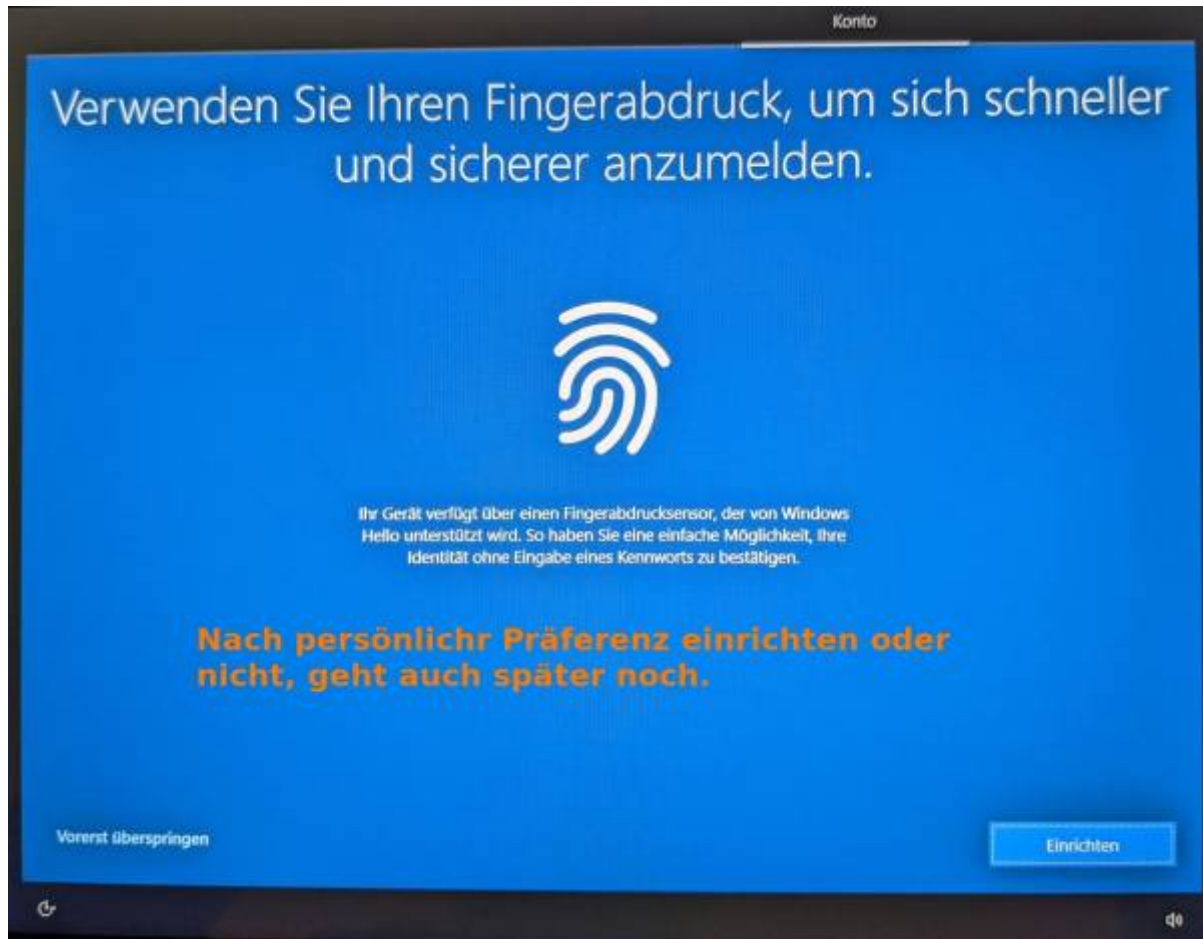 Konto
Verwenden Sie Ihren Fingerabdruck, um sich schneller
und sicherer anzumelden.
Ihr Gerät verfügt über einen Fingerabdrucksensor, der von Windows
Hello unterstützt wird. So haben Sie eine einfache Möglichkeit, Ihre
Identität ohne Eingabe eines Kennworts zu bestätigen.
Nach persönlichr Präferenz einrichten oder
nicht, geht auch später noch.
Vorerst überspringen
Einrichten